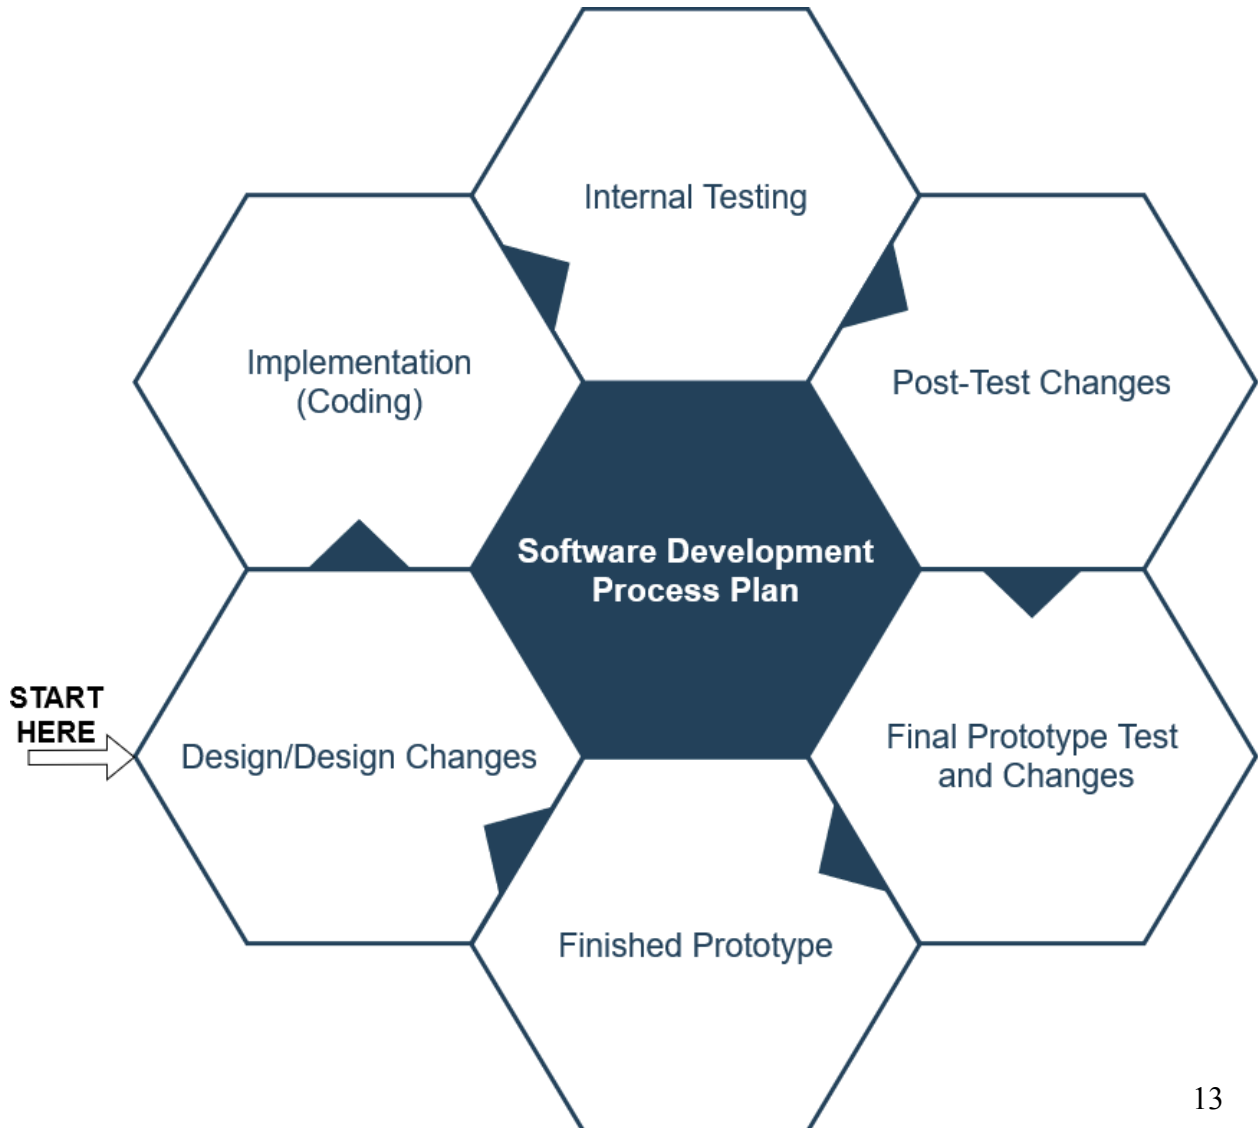 Internal Testing
Implementation
(Coding)
Post-Test Changes
Software Development
Process Plan
START
HERE
Design/Design Changes
Final Prototype Test
and Changes
Finished Prototype
13